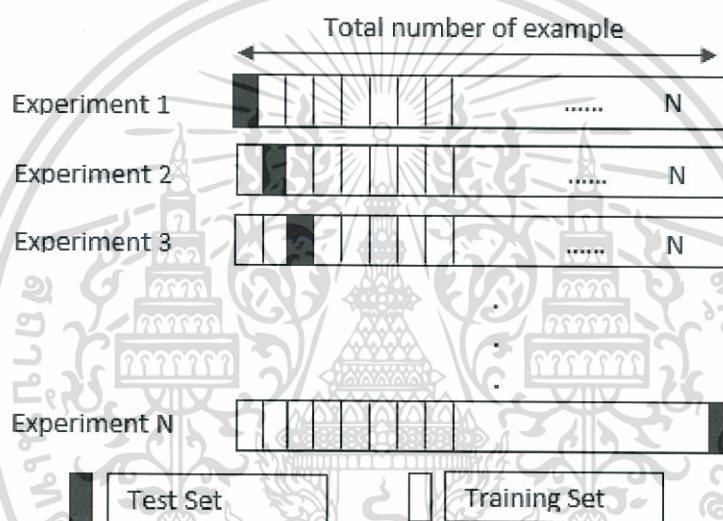 Total number of example
Experiment 1 ...... N
Experiment 2 ...... N
Experiment 3 ...... N
.
.
.
Experiment N
Test Set Training Set